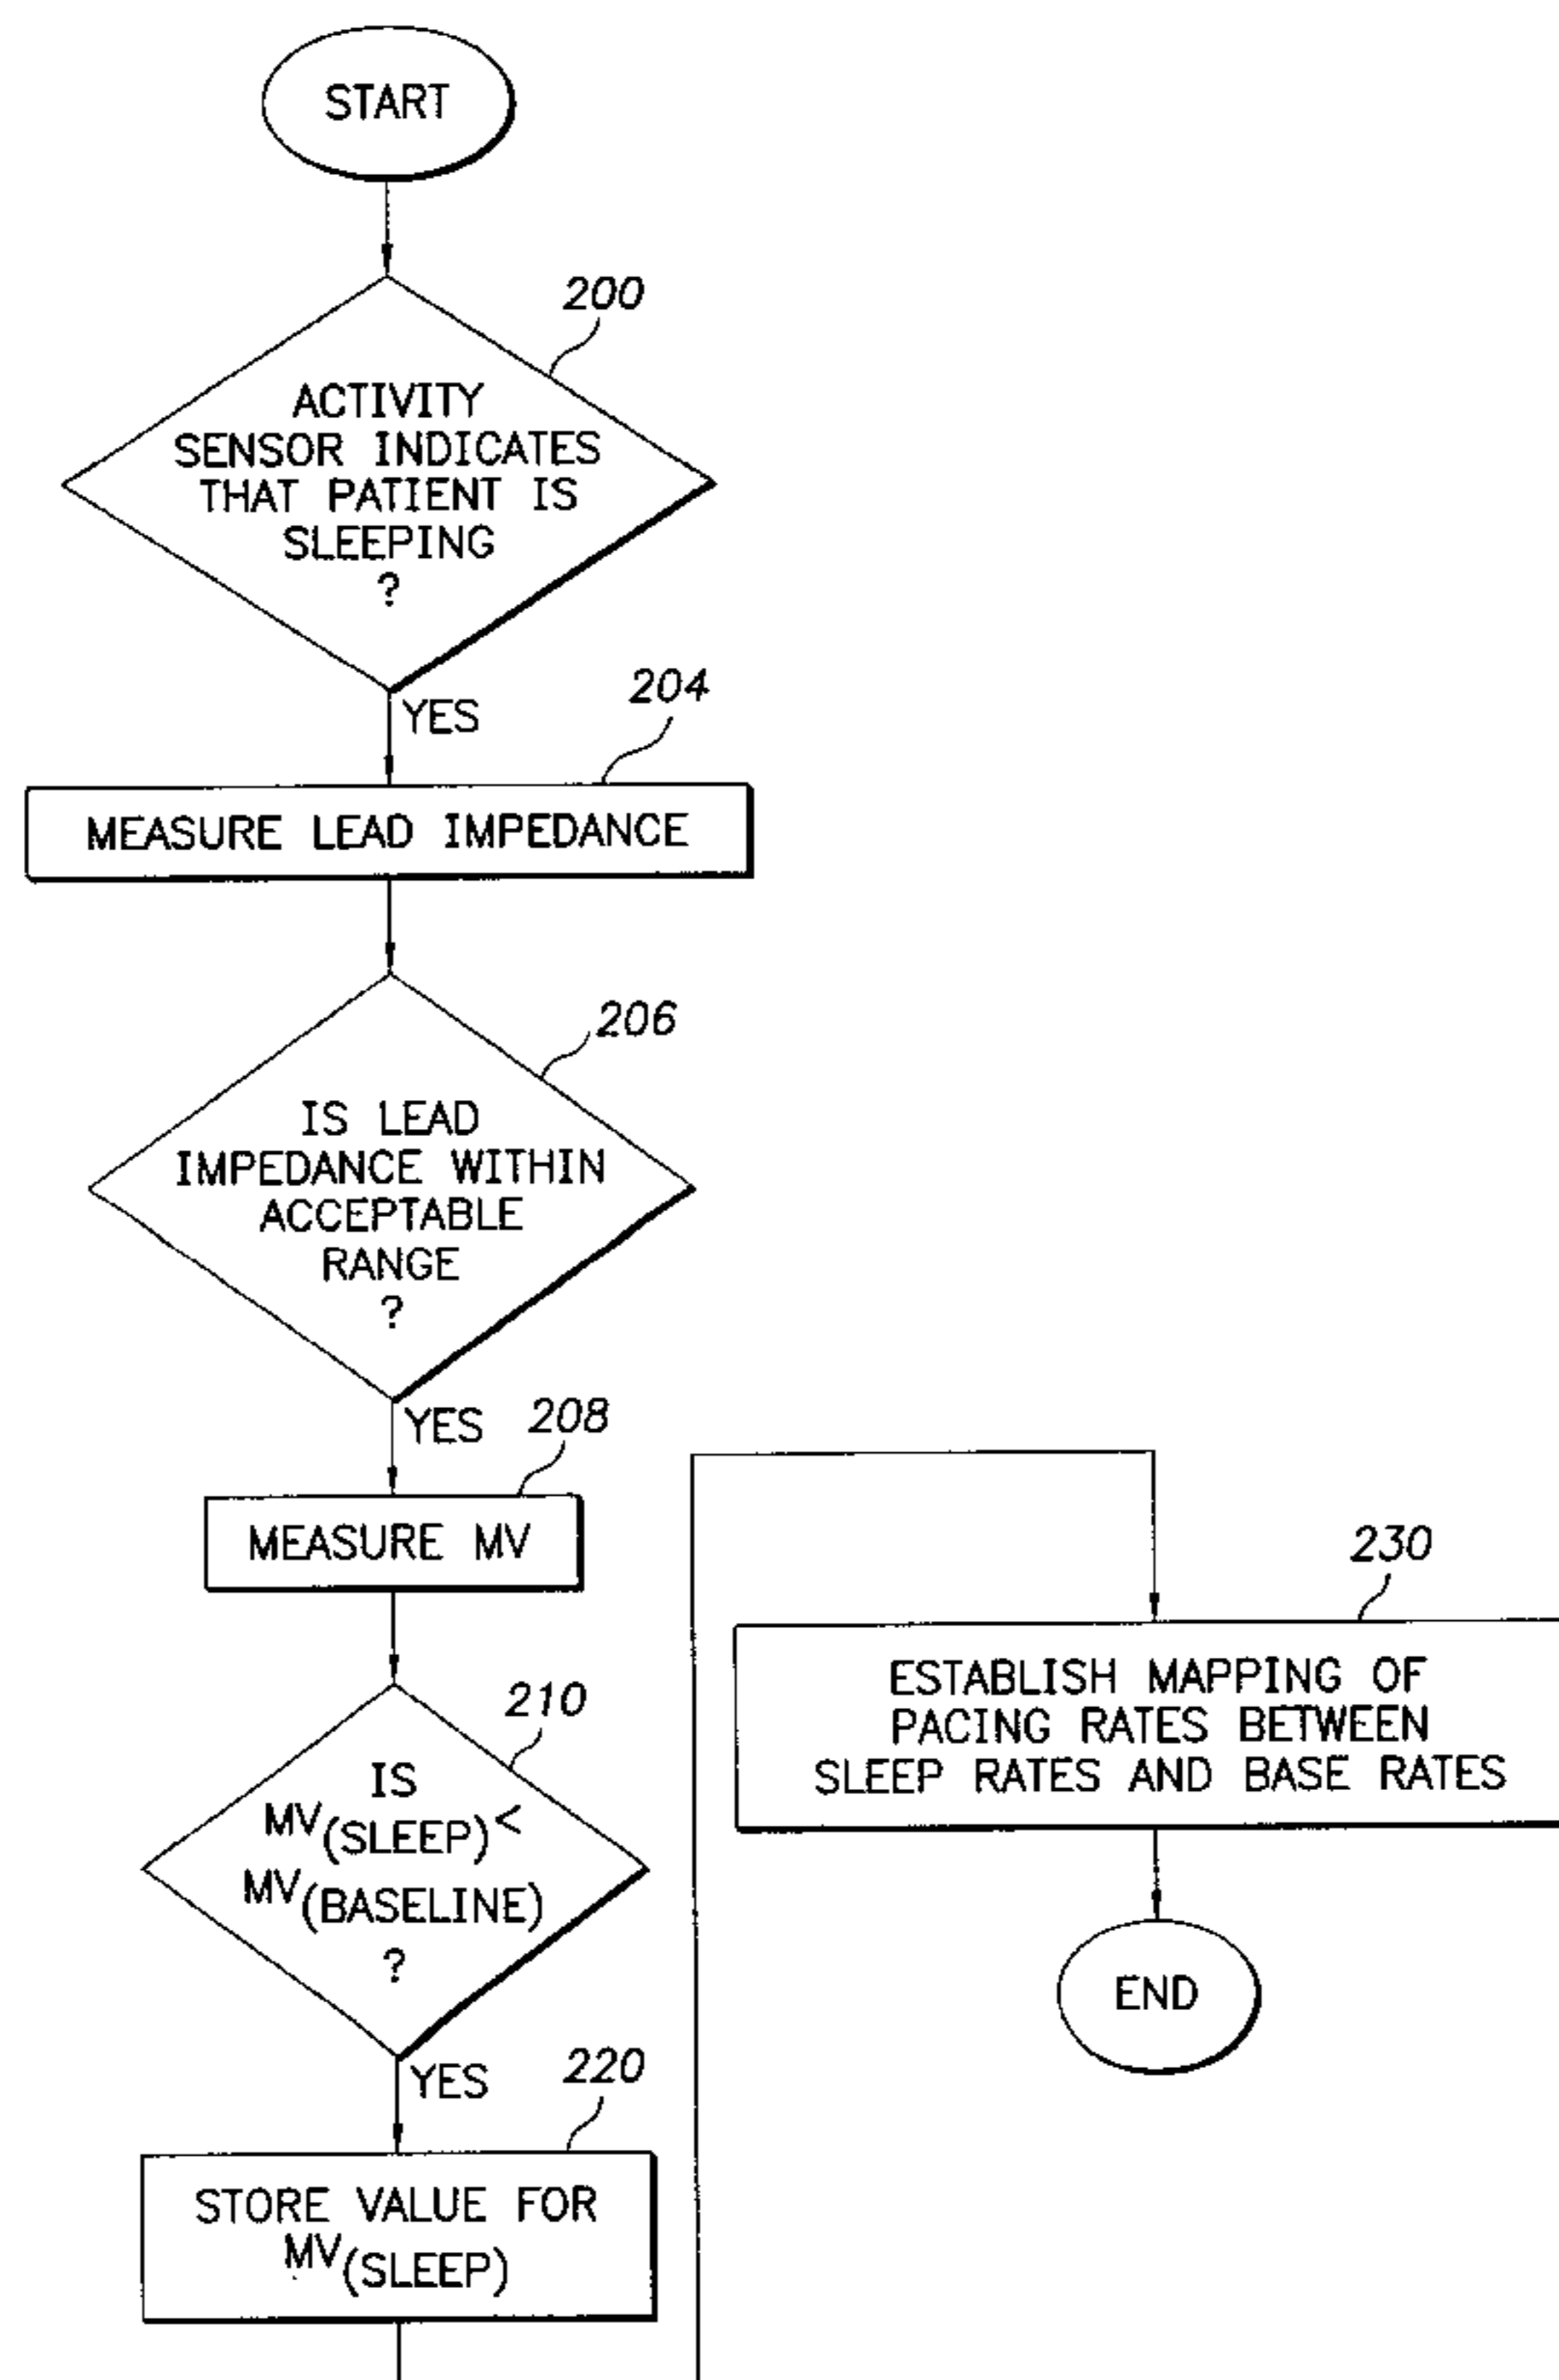 START
200
ACTIVITY
SENSOR INDICATES
THAT PATIENT IS
SLEEPING
?
YES
204
MEASURE LEAD IMPEDANCE
206
IS LEAD
IMPEDANCE WITHIN
ACCEPTABLE
RANGE
?
YES
208
MEASURE MV
210
IS
MV(SLEEP)<
MV(BASELINE)
?
YES
220
STORE VALUE FOR
MV(SLEEP)
230
ESTABLISH MAPPING OF
PACING RATES BETWEEN
SLEEP RATES AND BASE RATES
END